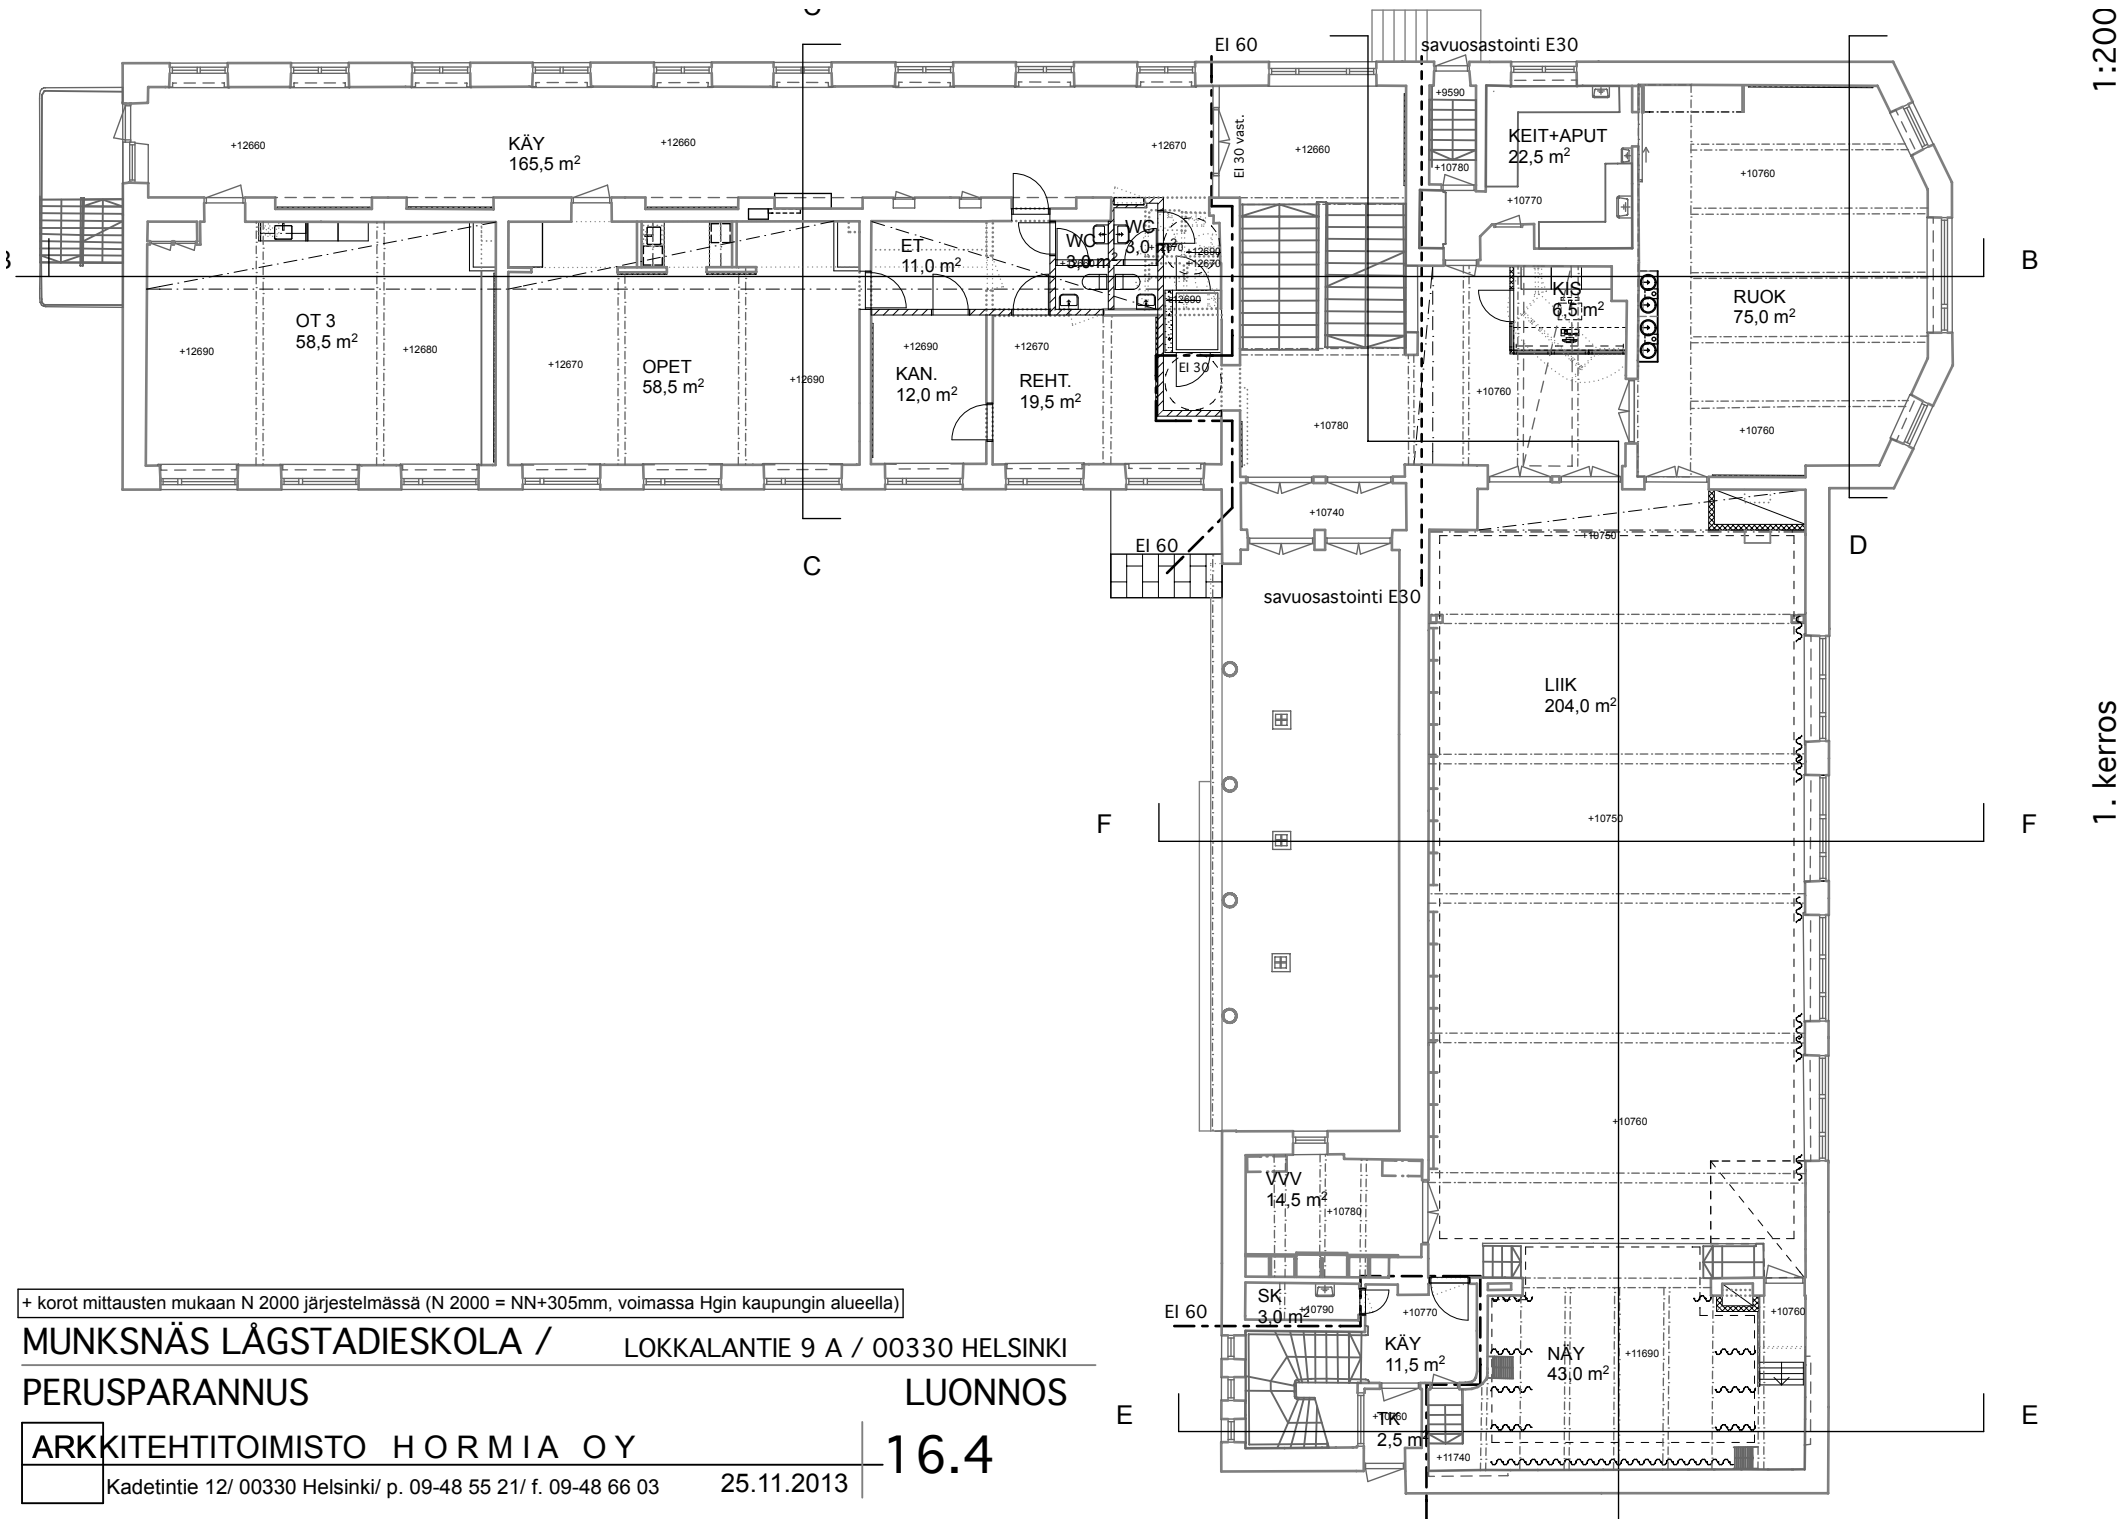 EI 60
savuosastointi E30
1:200
KÄY
165,5 m²
+12660
+12660
+12670
EI 30 vast.
+12660
+9590
+10780
KEIT+APUT
22,5 m²
+10770
+10760
B
ET
11,0 m²
WC
3,0 m²
WC
3,0
+12690
+12670
+12690
KIS
6,5 m²
RUOK
75,0 m²
OT 3
58,5 m²
+12690
+12680
OPET
58,5 m²
+12670
+12690
KAN.
12,0 m²
+12690
REHT.
19,5 m²
+12670
EI 30
+10780
+10760
+10760
+10740
EI 60
C
D
savuosastointi E30
+10750
LIIK
204,0 m²
1. kerros
F
+10750
F
+10760
VVV
14,5 m²
+10780
SK
3,0 m²
+10790
EI 60
+10770
KÄY
11,5 m²
NÄY
43,0 m²
+11690
+10760
E
TK
2,5 m²
+11740
E
+ korot mittausten mukaan N 2000 järjestelmässä (N 2000 = NN+305mm, voimassa Hgin kaupungin alueella)
MUNKSNÄS LÅGSTADIESKOLA / LOKKALANTIE 9 A / 00330 HELSINKI
PERUSPARANNUS LUONNOS
ARKKITEHTITOIMISTO HORMIA OY
16.4
Kadetintie 12/ 00330 Helsinki/ p. 09-48 55 21/ f. 09-48 66 03 25.11.2013